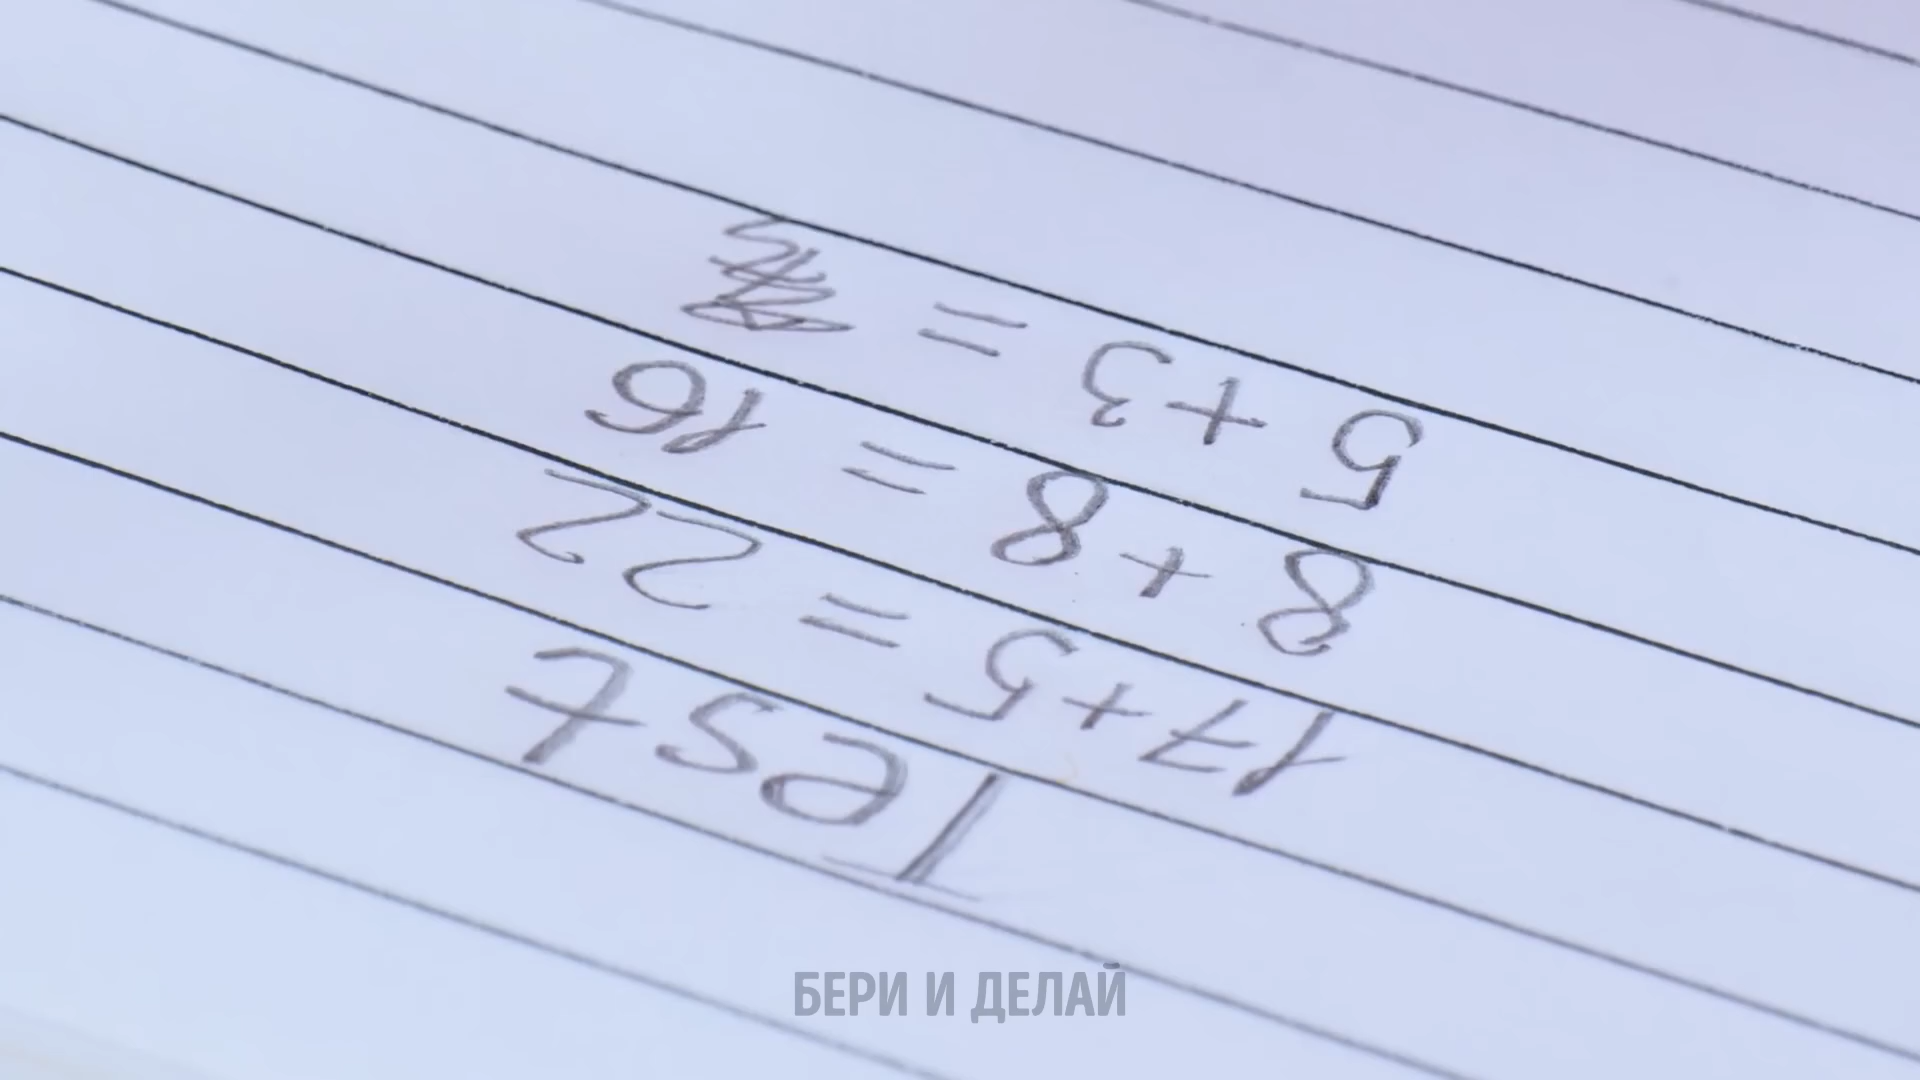 Test
17+5 = 22
8+8 = 16
5+3 =
БЕРИ И ДЕЛАЙ